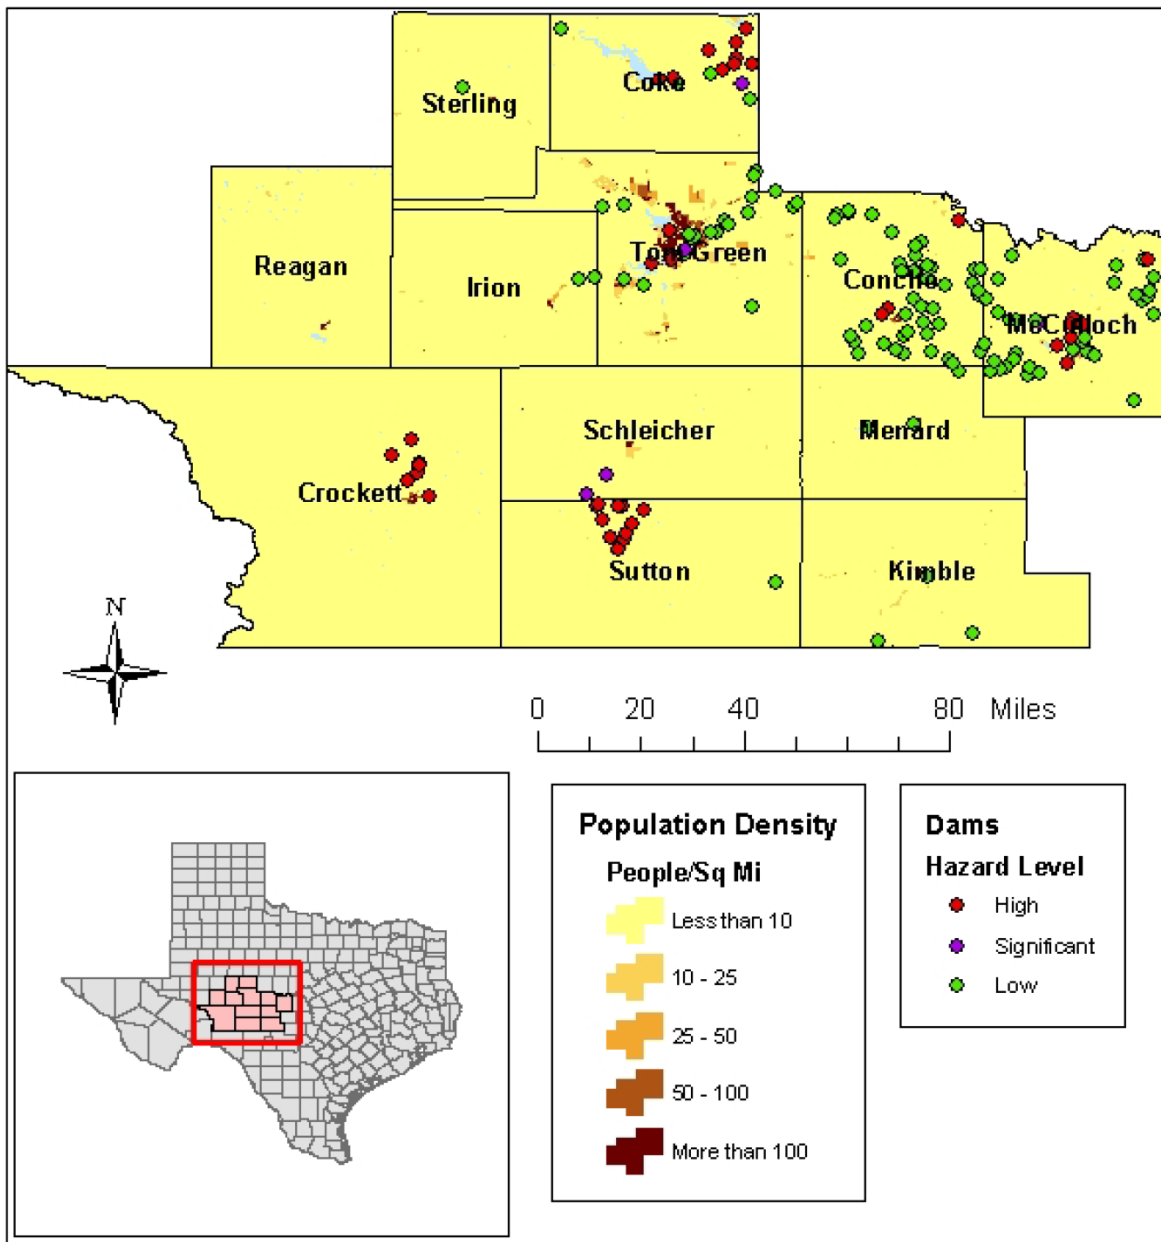 Coke
Sterling
Reagan
Irion
Tom Green
Concho
McCulloch
Schleicher
Menard
Crockett
Sutton
Kimble
N
0 20 40 80 Miles
Population Density
People/Sq Mi
Less than 10
10 - 25
25 - 50
50 - 100
More than 100
Dams
Hazard Level
High
Significant
Low